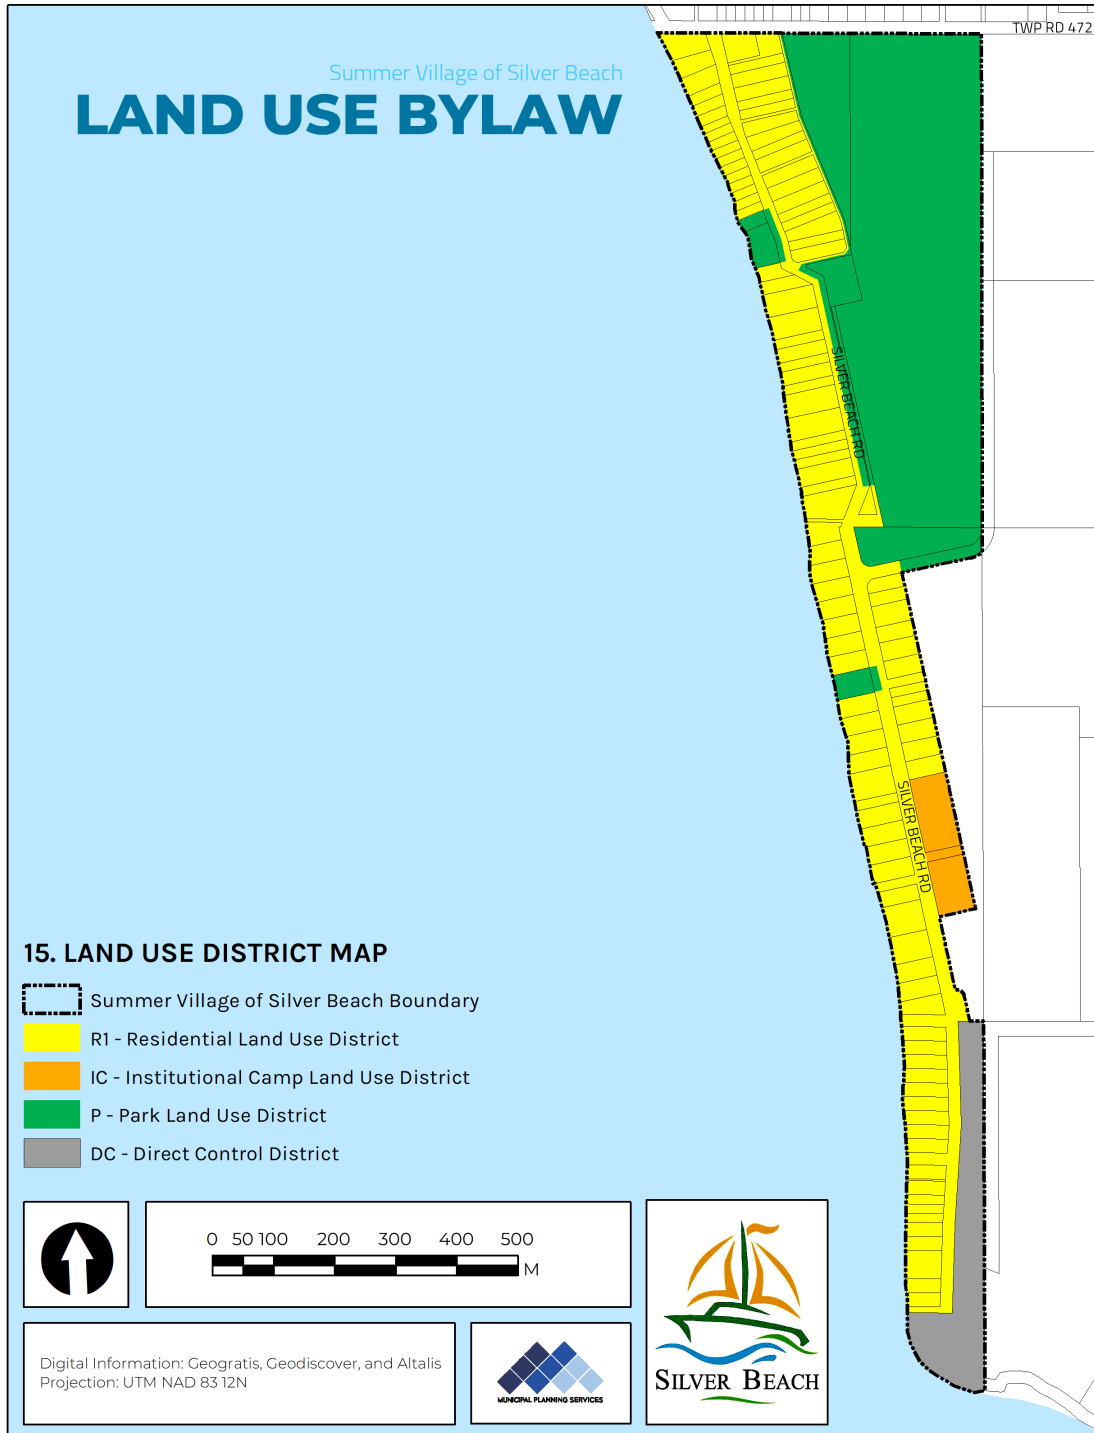 TWP RD 472
Summer Village of Silver Beach
LAND USE BYLAW
SILVER BEACH RD
SILVER BEACH RD
15. LAND USE DISTRICT MAP
Summer Village of Silver Beach Boundary
R1 - Residential Land Use District
IC - Institutional Camp Land Use District
P - Park Land Use District
DC - Direct Control District
0 50 100 200 300 400 500
M
Digital Information: Geogratis, Geodiscover, and Altalis
Projection: UTM NAD 83 12N
MUNICIPAL PLANNING SERVICES
SILVER BEACH